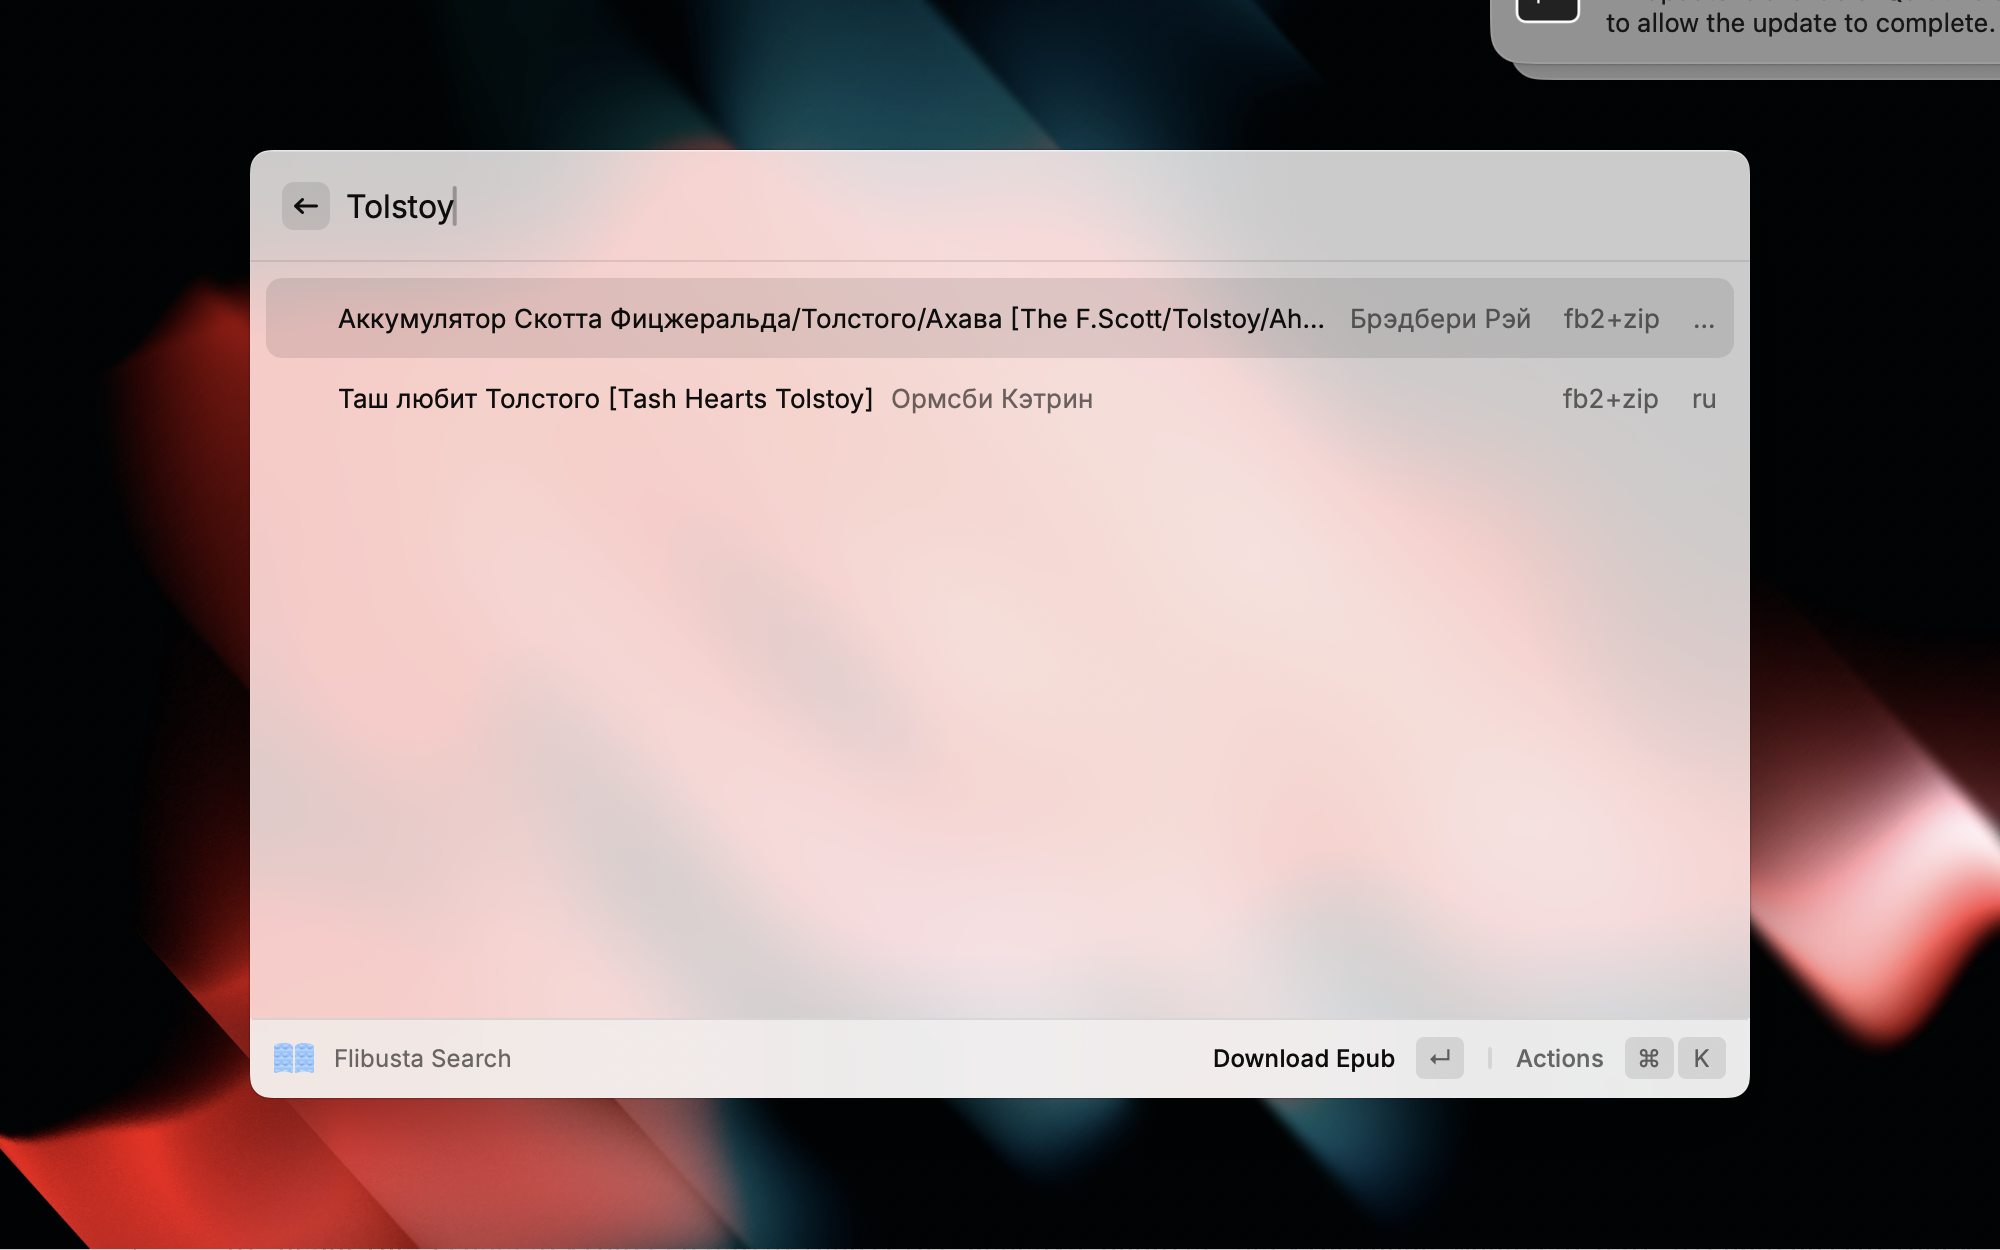 to allow the update to complete.
Tolstoy
Аккумулятор Скотта Фицжеральда/Толстого/Ахава [The F.Scott/Tolstoy/Ah... Брэдбери Рэй fb2+zip ...
Таш любит Толстого [Tash Hearts Tolstoy] Ормсби Кэтрин fb2+zip ru
Flibusta Search Download Epub ↵ Actions ⌘ K